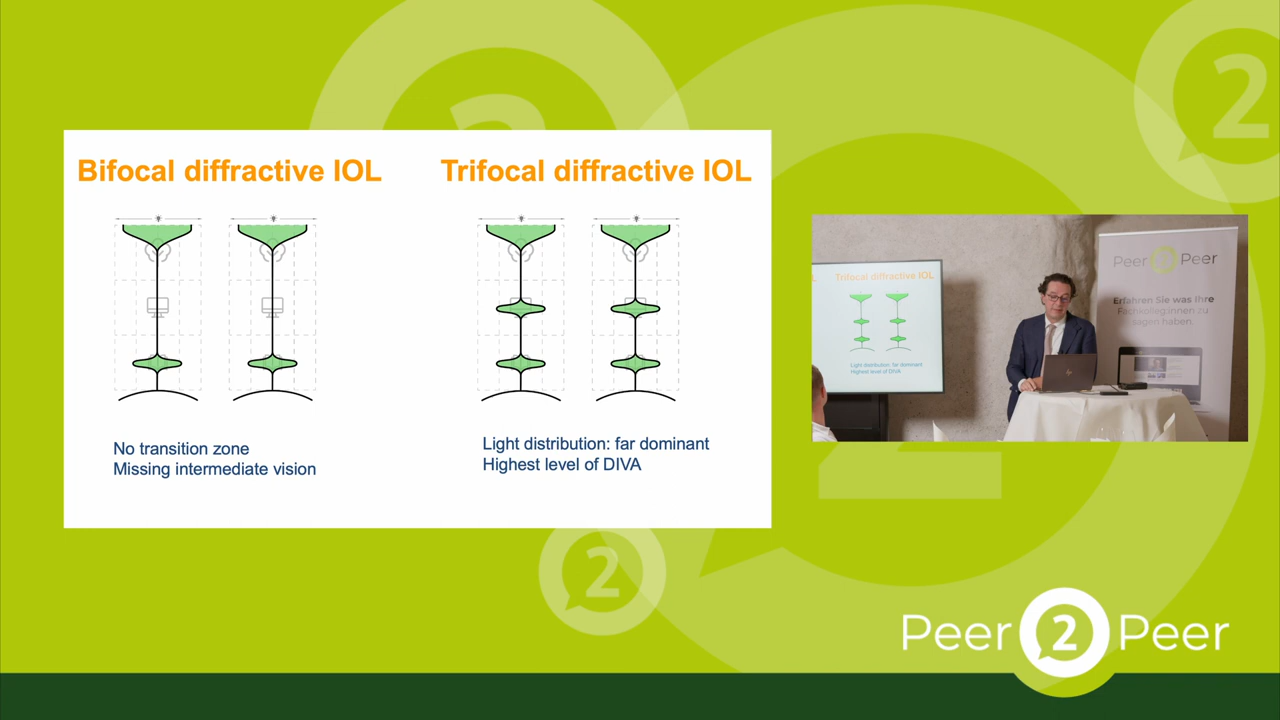 Bifocal diffractive IOL
Trifocal diffractive IOL
No transition zone
Missing intermediate vision
Light distribution: far dominant
Highest level of DIVA
Trifocal diffractive IOL
Light distribution: far dominant
Highest level of DIVA
Peer2Peer
Erfahren Sie was Ihre
Fachkolleg:innen zu
sagen haben.
2
2
Peer 2 Peer